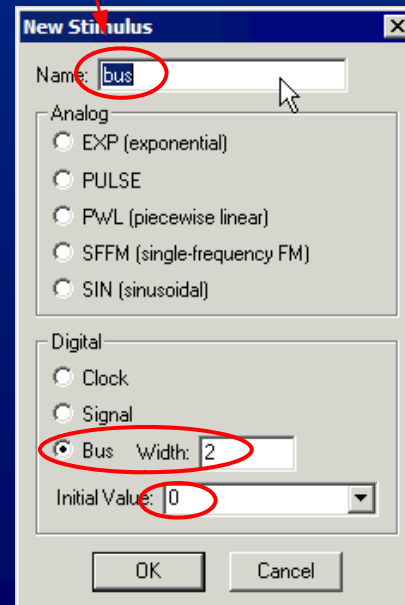 New Stimulus
Name: bus
Analog
EXP (exponential)
PULSE
PWL (piecewise linear)
SFFM (single-frequency FM)
SIN (sinusoidal)
Digital
Clock
Signal
Bus Width: 2
Initial Value: 0
OK Cancel